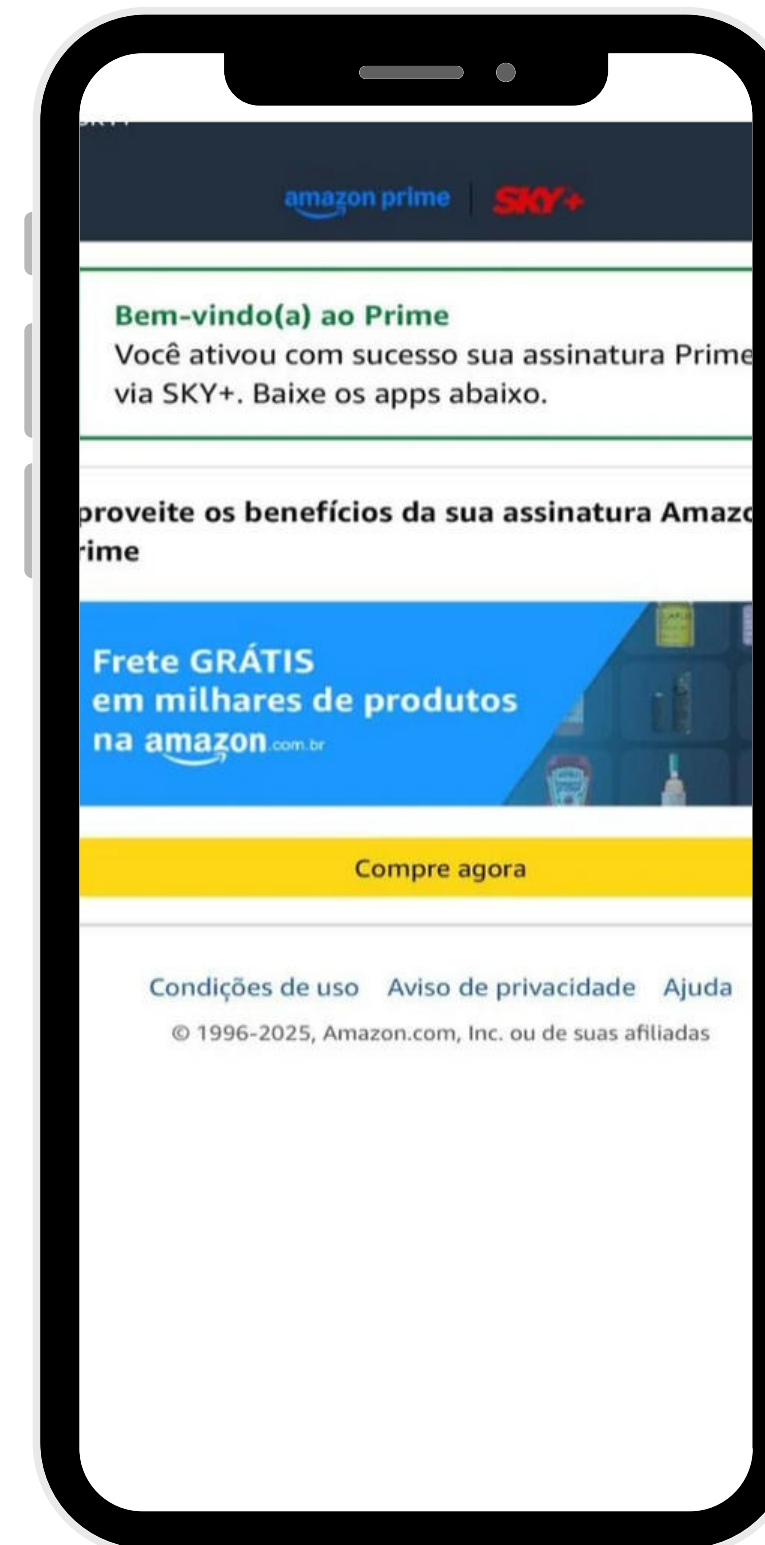 amazon prime | SKY+
Bem-vindo(a) ao Prime
Você ativou com sucesso sua assinatura Prime
via SKY+. Baixe os apps abaixo.
proveite os benefícios da sua assinatura Amazo
rime
Frete GRÁTIS
em milhares de produtos
na amazon.com.br
Compre agora
Condições de uso Aviso de privacidade Ajuda
© 1996-2025, Amazon.com, Inc. ou de suas afiliadas